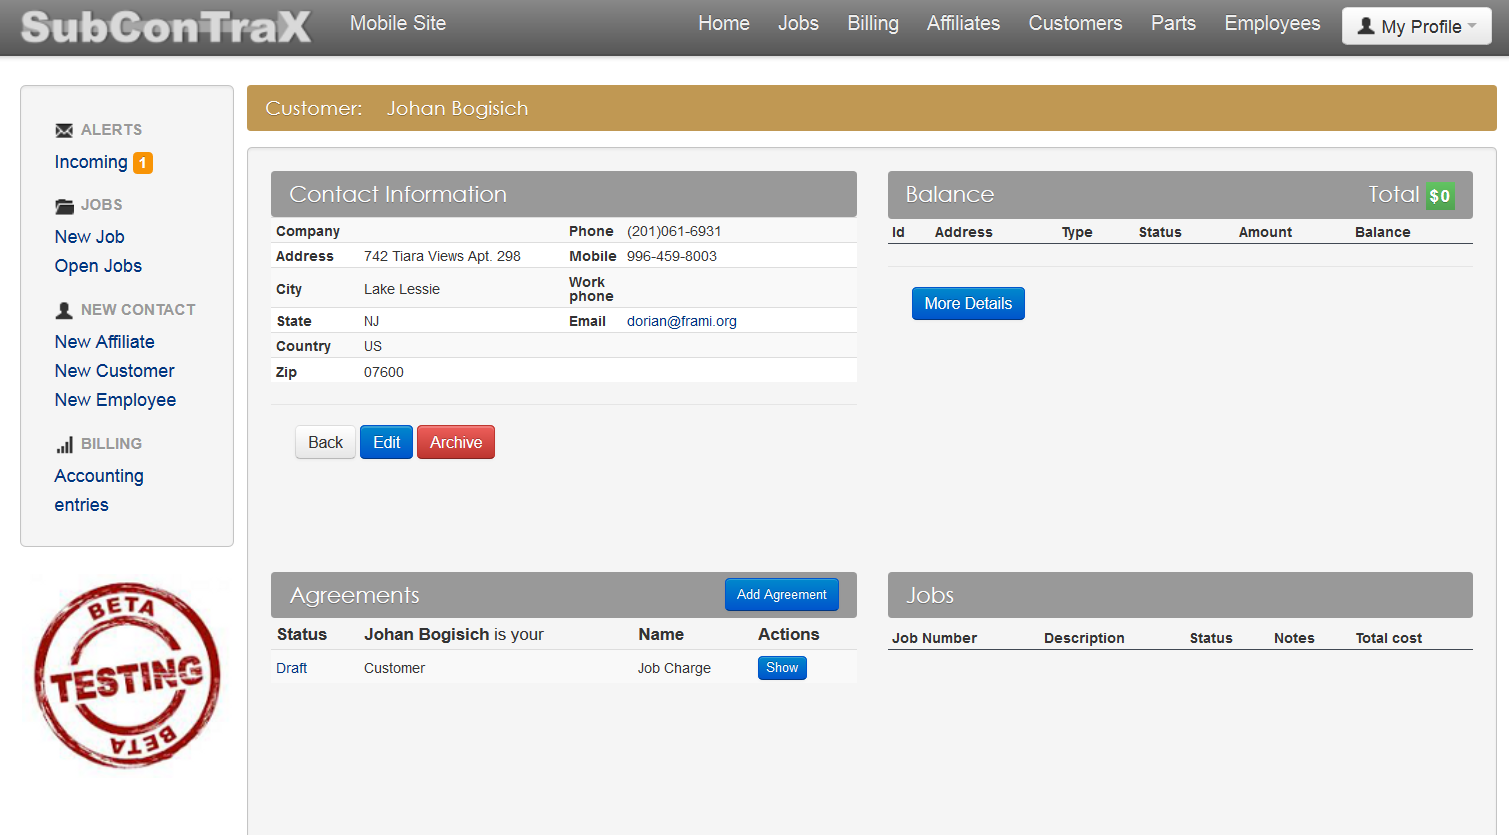 SubConTraX
Mobile Site
Home Jobs Billing Affiliates Customers Parts Employees My Profile
ALERTS
Incoming 1
JOBS
New Job
Open Jobs
NEW CONTACT
New Affiliate
New Customer
New Employee
BILLING
Accounting
entries
BETA
TESTING
BETA
Customer: Johan Bogisich
Contact Information
Company Phone (201)061-6931
Address 742 Tiara Views Apt. 298 Mobile 996-459-8003
City Lake Lessie Work
phone
State NJ Email dorian@frami.org
Country US
Zip 07600
Back Edit Archive
Balance Total $0
Id Address Type Status Amount Balance
More Details
Agreements Add Agreement
Status Johan Bogisich is your Name Actions
Draft Customer Job Charge Show
Jobs
Job Number Description Status Notes Total cost